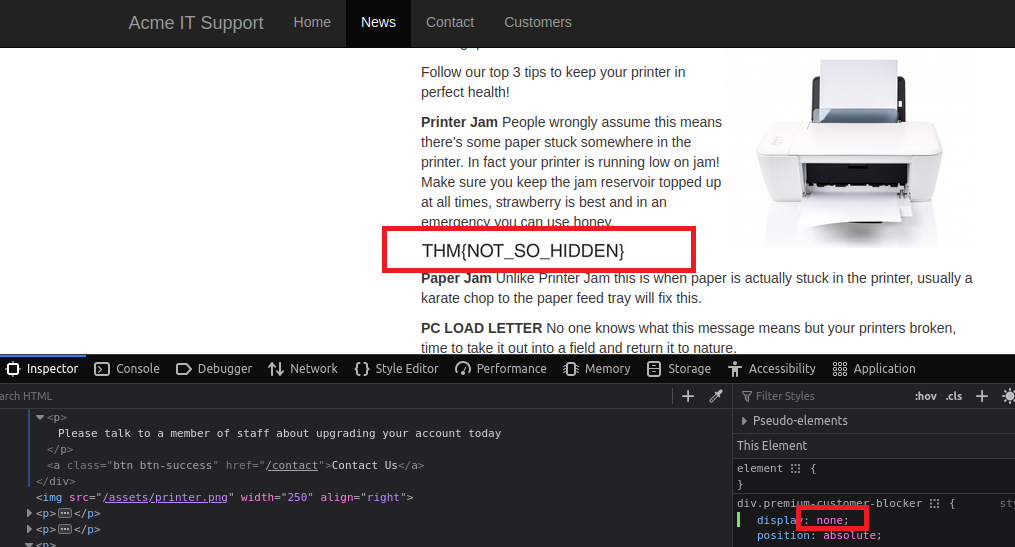 Acme IT Support Home News Contact Customers
Follow our top 3 tips to keep your printer in
perfect health!
Printer Jam People wrongly assume this means
there's some paper stuck somewhere in the
printer. In fact your printer is running low on jam!
Make sure you keep the jam reservoir topped up
at all times, strawberry is best and in an
emergency you can use honey.
THM{NOT_SO_HIDDEN}
Paper Jam Unlike Printer Jam this is when paper is actually stuck in the printer, usually a
karate chop to the paper feed tray will fix this.
PC LOAD LETTER No one knows what this message means but your printers broken,
time to take it out into a field and return it to nature.
Inspector Console Debugger Network {} Style Editor Performance Memory Storage Accessibility Application
arch HTML + Filter Styles :hov .cls +
<p> Pseudo-elements
Please talk to a member of staff about upgrading your account today
</p> This Element
<a class="btn btn-success" href="/contact">Contact Us</a>
element {
</div>
}
<img src="/assets/printer.png" width="250" align="right">
<p> </p> div.premium-customer-blocker {
<p> </p> display: none;
<p> position: absolute;